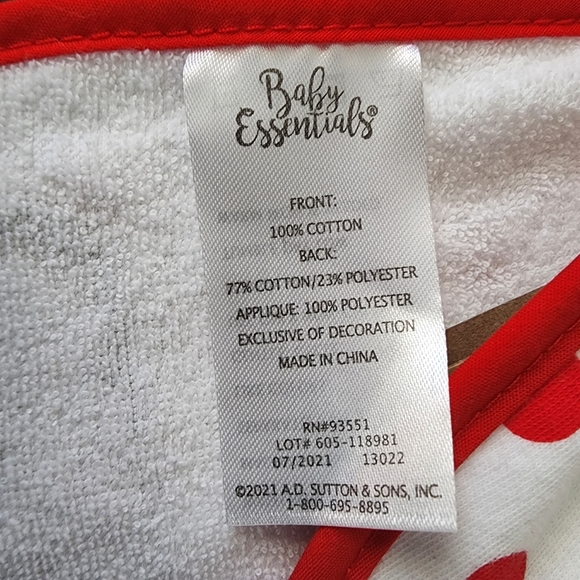 Baby
Essentials®
FRONT:
100% COTTON
BACK:
77% COTTON/23% POLYESTER
APPLIQUE: 100% POLYESTER
EXCLUSIVE OF DECORATION
MADE IN CHINA
RN#93551
LOT# 605-118981
07/2021 13022
©2021 A.D. SUTTON & SONS, INC.
1-800-695-8895